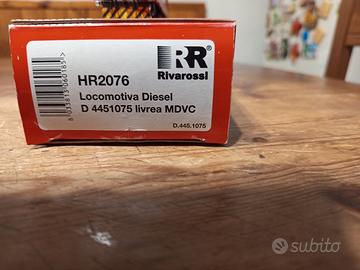 RR
Rivarossi
HR2076
Locomotiva Diesel
D 4451075 livrea MDVC
D.445.1075
subito